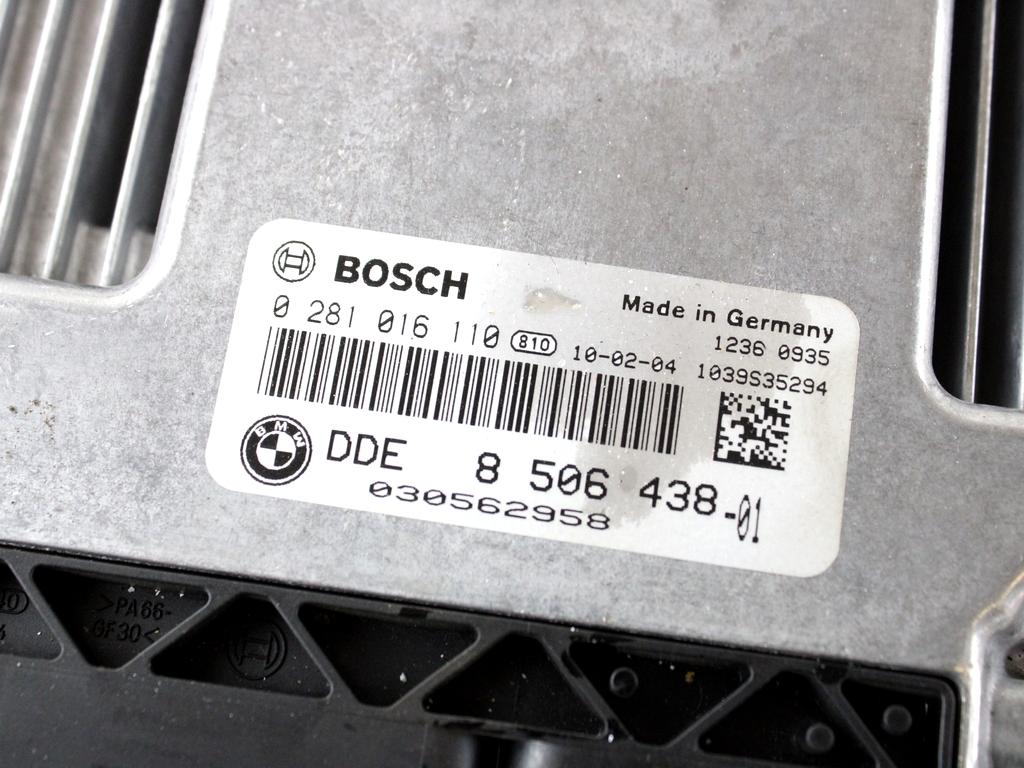 BOSCH
Made in Germany
0 281 016 110 810 10-02-04
1236 0935
1039S35294
BMW
DDE 8 506 438-01
030562958
>PA66-
GF30<